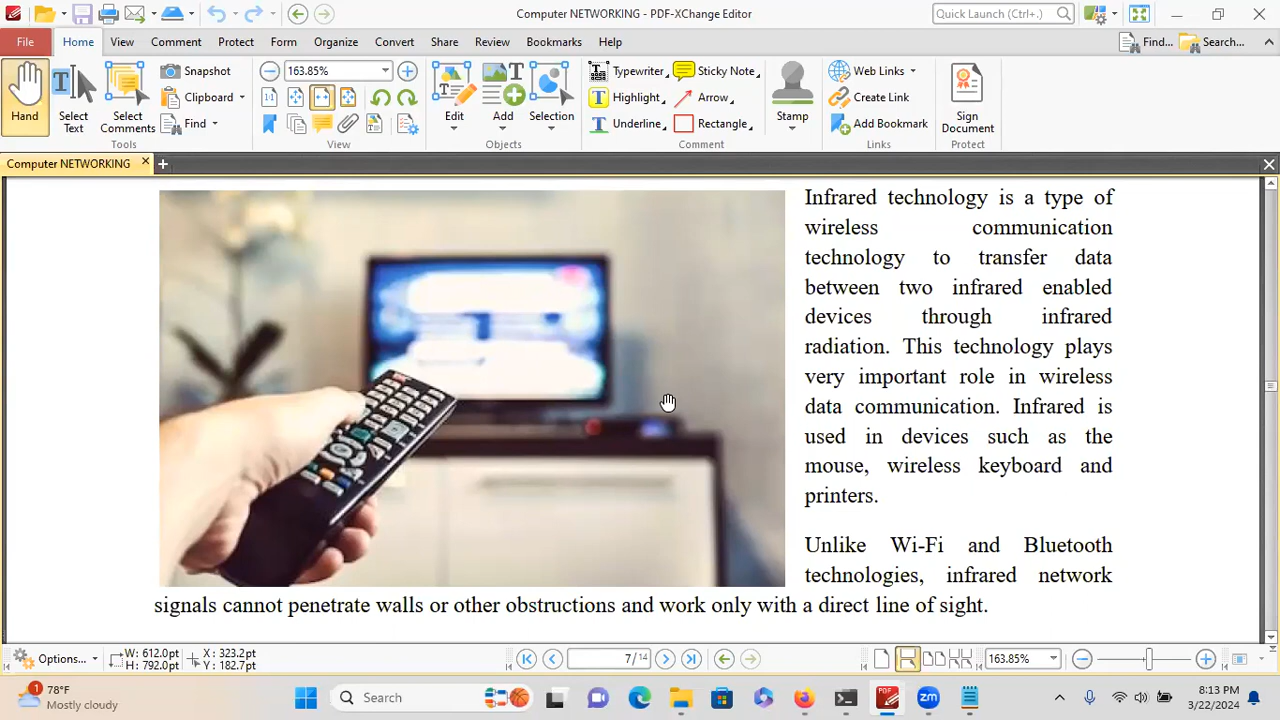 Computer NETWORKING - PDF-XChange Editor
Quick Launch (Ctrl+.)
File Home View Comment Protect Form Organize Convert Share Review Bookmarks Help
Find... Search...
Hand
Select Text
Select Comments
Snapshot
Clipboard
Find
Tools
163.85%
View
Edit
Add
Selection
Objects
Typewriter
Highlight
Underline
Sticky Note
Arrow
Rectangle
Stamp
Comment
Web Links
Create Link
Add Bookmark
Links
Sign Document
Protect
Computer NETWORKING
Infrared technology is a type of
wireless communication
technology to transfer data
between two infrared enabled
devices through infrared
radiation. This technology plays
very important role in wireless
data communication. Infrared is
used in devices such as the
mouse, wireless keyboard and
printers.
Unlike Wi-Fi and Bluetooth
technologies, infrared network
signals cannot penetrate walls or other obstructions and work only with a direct line of sight.
Options...
W: 612.0pt
H: 792.0pt
X : 323.2pt
Y : 182.7pt
7/14
163.85%
1
78°F
Mostly cloudy
Search
PDF
zm
8:13 PM
3/22/2024